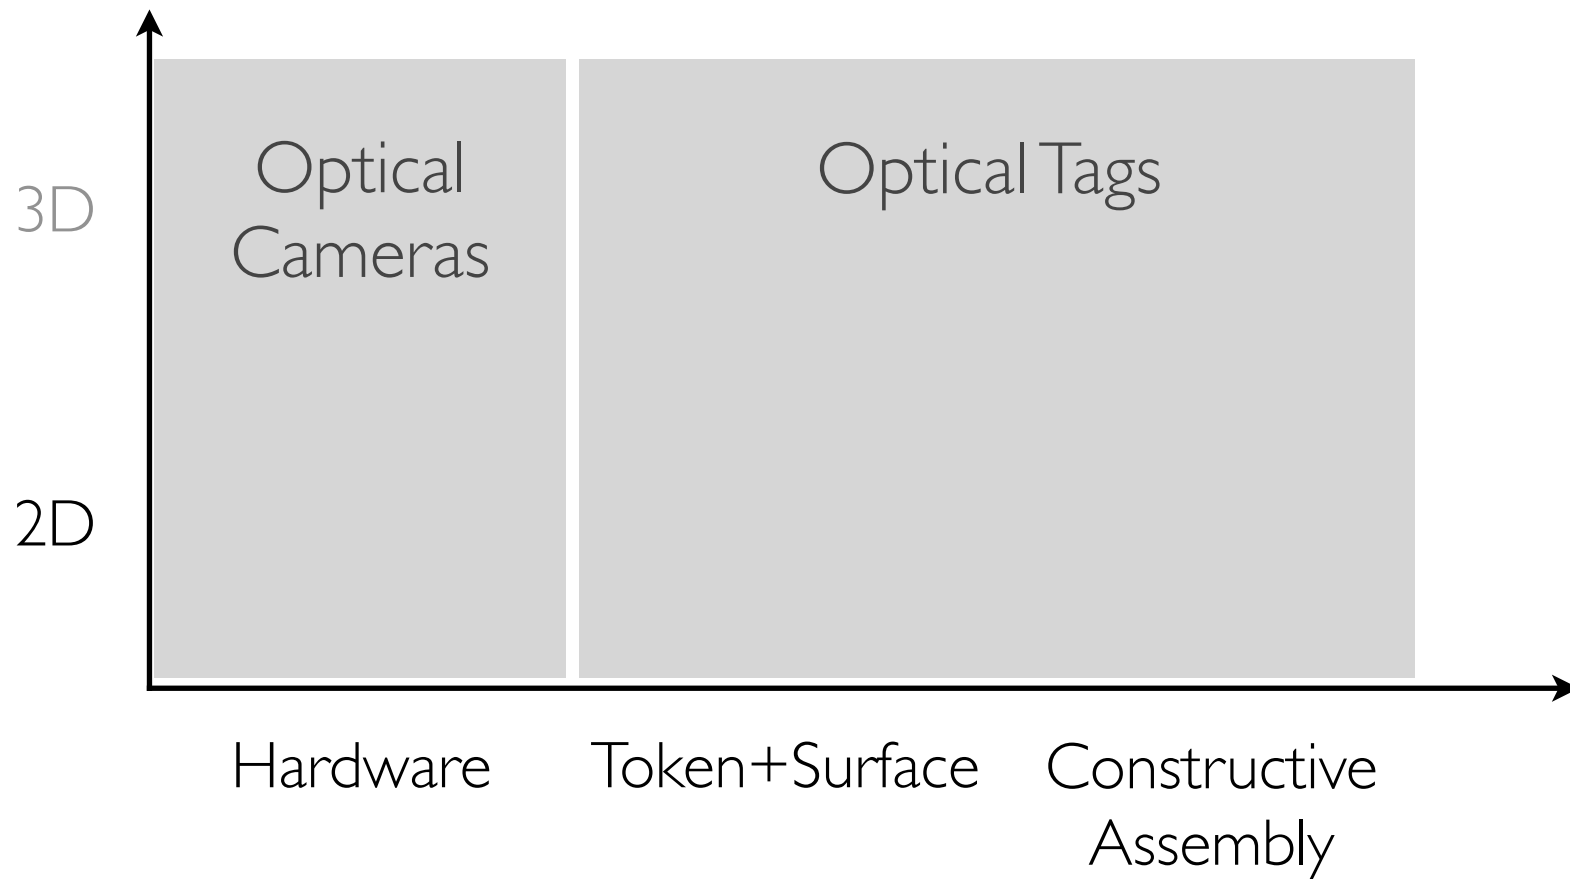 Optical
Cameras
Optical Tags
3D
2D
Hardware
Token+Surface
Constructive
Assembly